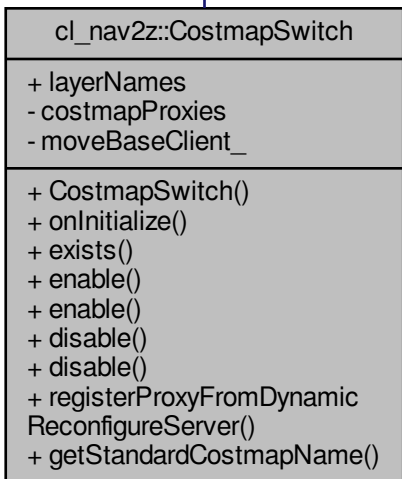 cl_nav2z::CostmapSwitch
+ layerNames
- costmapProxies
- moveBaseClient_
+ CostmapSwitch()
+ onInitialize()
+ exists()
+ enable()
+ enable()
+ disable()
+ disable()
+ registerProxyFromDynamic
ReconfigureServer()
+ getStandardCostmapName()